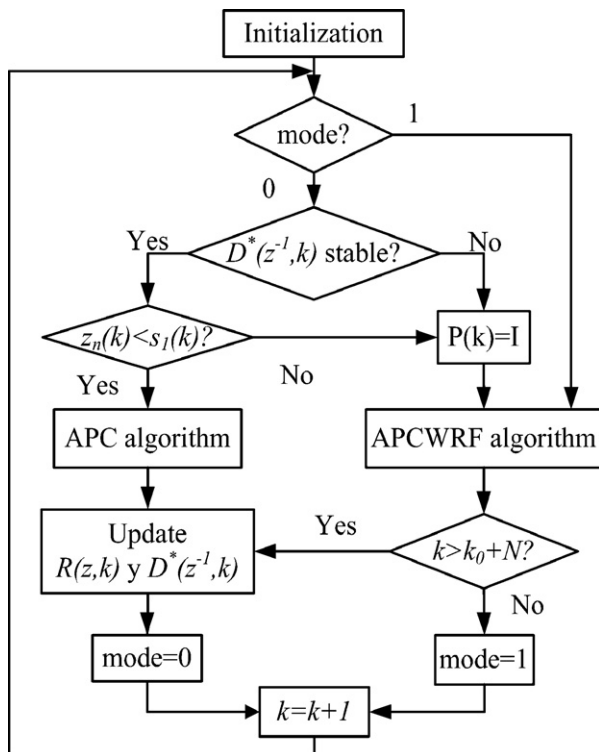 Initialization
mode?
1
0
Yes
D*(z⁻¹,k) stable?
No
zₙ(k)<s₁(k)?
P(k)=I
Yes
No
APC algorithm
APCWRF algorithm
Update
R(z,k) y D*(z⁻¹,k)
Yes
k>k₀+N?
No
mode=0
mode=1
k=k+1